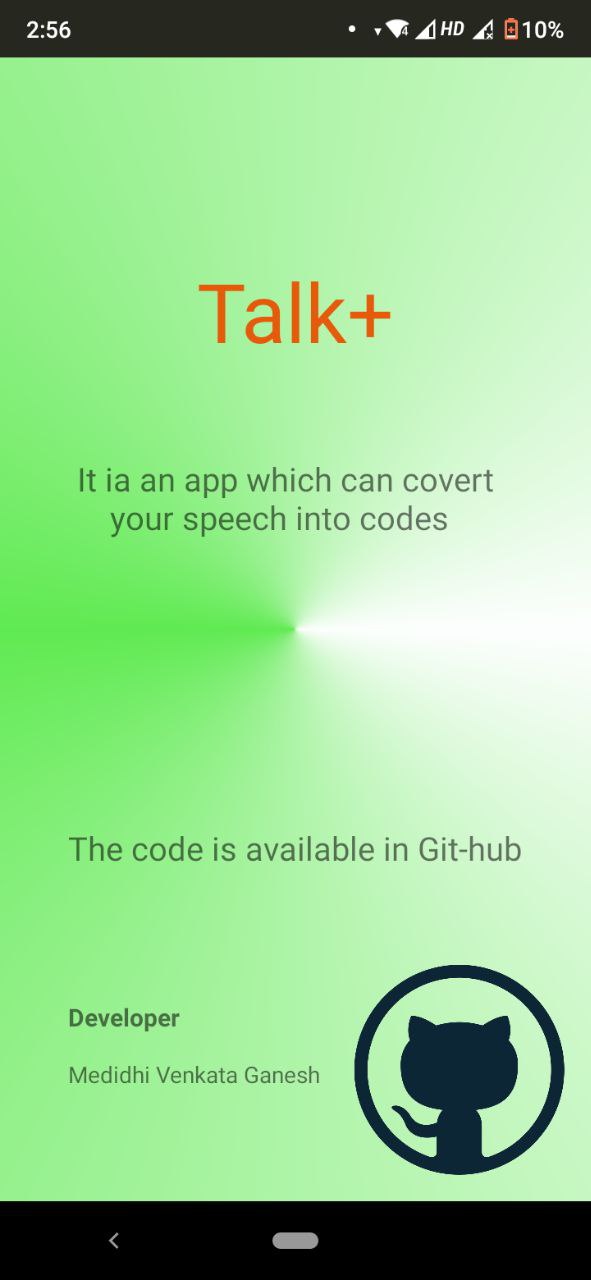 2:56
HD
10%
Talk+
It ia an app which can covert
your speech into codes
The code is available in Git-hub
Developer
Medidhi Venkata Ganesh